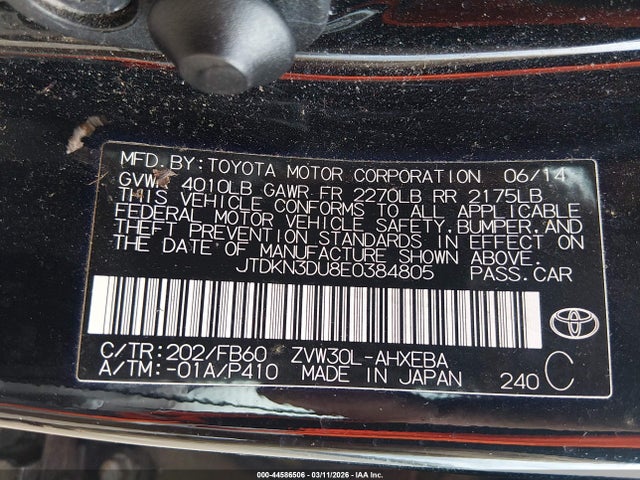 MFD. BY: TOYOTA MOTOR CORPORATION 06/14
GVWR 4010LB GAWR FR 2270LB RR 2175LB
THIS VEHICLE CONFORMS TO ALL APPLICABLE
FEDERAL MOTOR VEHICLE SAFETY, BUMPER, AND
THEFT PREVENTION STANDARDS IN EFFECT ON
THE DATE OF MANUFACTURE SHOWN ABOVE.
JTDKN3DU8E0384805 PASS. CAR
C/TR: 202/FB60 ZVW30L-AHXEBA
A/TM: -01A/P410 MADE IN JAPAN 240 C
000-44586506 - 03/11/2026 - IAA Inc.